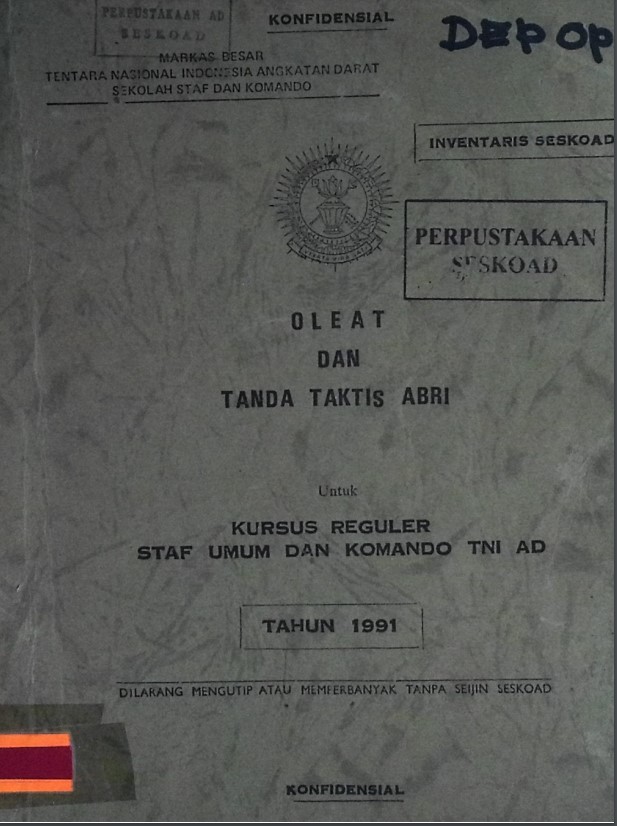 PERPUSTAKAAN AD
SESKOAD
KONFIDENSIAL
DEP OP
MARKAS BESAR
TENTARA NASIONAL INDONESIA ANGKATAN DARAT
SEKOLAH STAF DAN KOMANDO
INVENTARIS SESKOAD
PERPUSTAKAAN
SESKOAD
OLEAT
DAN
TANDA TAKTIS ABRI
Untuk
KURSUS REGULER
STAF UMUM DAN KOMANDO TNI AD
TAHUN 1991
DILARANG MENGUTIP ATAU MEMPERBANYAK TANPA SEIJIN SESKOAD
KONFIDENSIAL